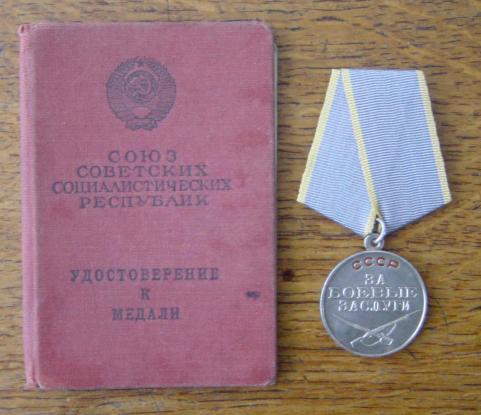 СОЮЗ
СОВЕТСКИХ
СОЦИАЛИСТИЧЕСКИХ
РЕСПУБЛИК
УДОСТОВЕРЕНИЕ
К
МЕДАЛИ
СССР
ЗА
БОЕВЫЕ
ЗАСЛУГИ